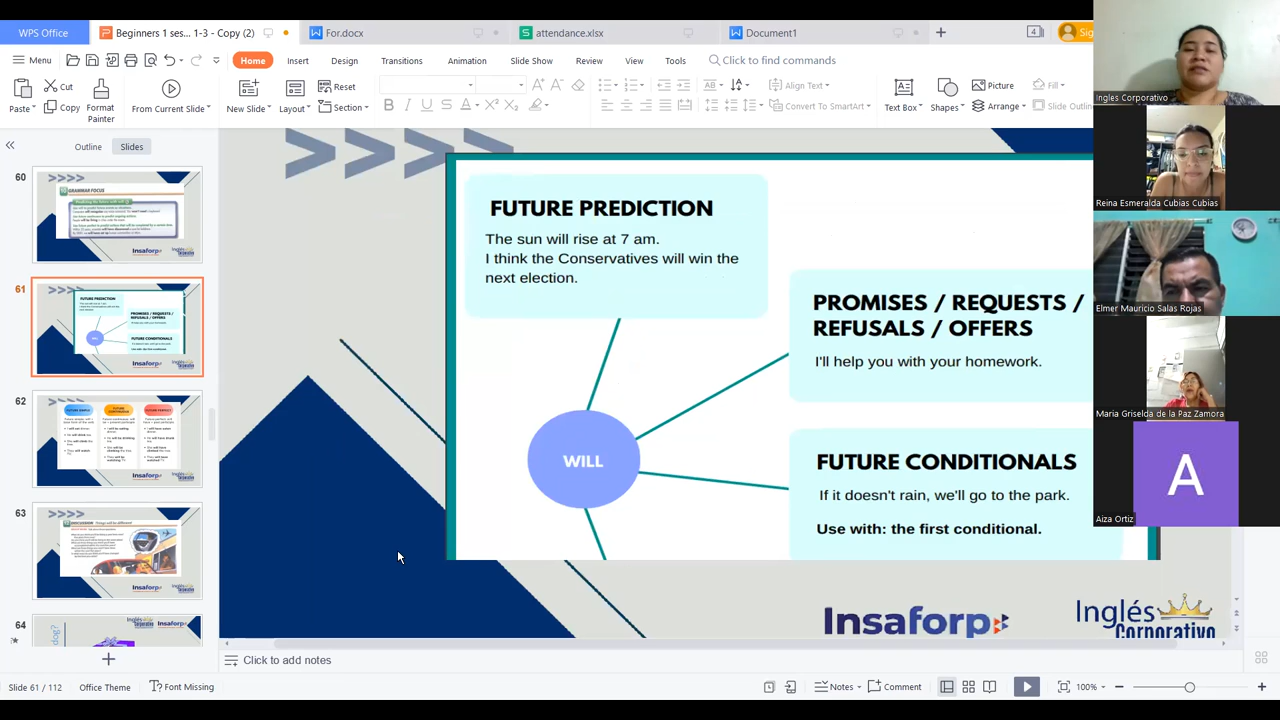 WPS Office
Beginners 1 ses... 1-3 - Copy (2)
For.docx
attendance.xlsx
Document1
Menu
Home
Insert
Design
Transitions
Animation
Slide Show
Review
View
Tools
Click to find commands
Paste
Cut
Copy
Format Painter
From Current Slide
New Slide
Layout
Reset
Section
Align Text
Convert To SmartArt
Text Box
Shapes
Picture
Arrange
Fill
Slide Outlin
Outline
Slides
60
GRAMMAR FOCUS
61
62
63
64
FUTURE PREDICTION
The sun will rise at 7 am.
I think the Conservatives will win the
next election.
PROMISES / REQUESTS /
REFUSALS / OFFERS
I'll help you with your homework.
WILL
FUTURE CONDITIONALS
If it doesn't rain, we'll go to the park.
Use with: the first conditional.
Insaforp
Inglés
Corporativo
Ingles Corporativo
Reina Esmeralda Cubias Cubias
Elmer Mauricio Salas Rojas
Maria Griselda de la Paz Zamora
A
Aiza Ortiz
Click to add notes
Slide 61 / 112
Office Theme
Font Missing
Notes
Comment
100%